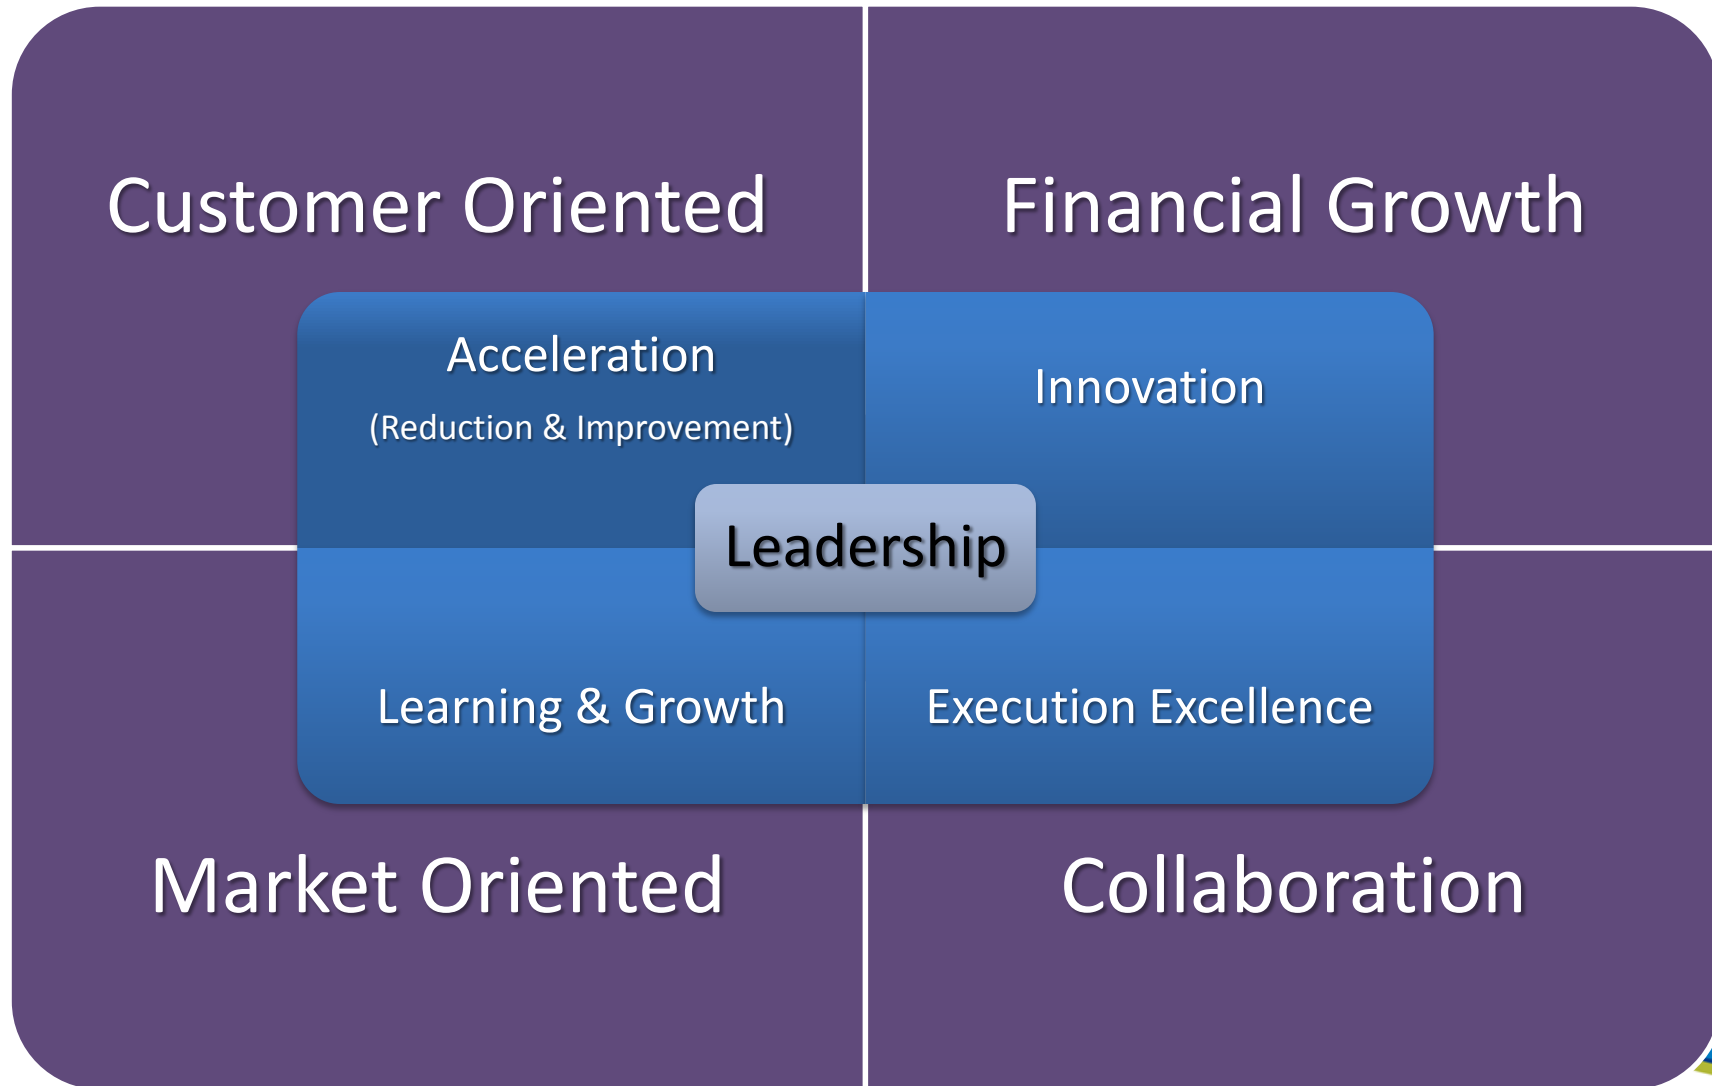 Customer Oriented
Financial Growth
Acceleration
(Reduction & Improvement)
Innovation
Leadership
Learning & Growth
Execution Excellence
Market Oriented
Collaboration